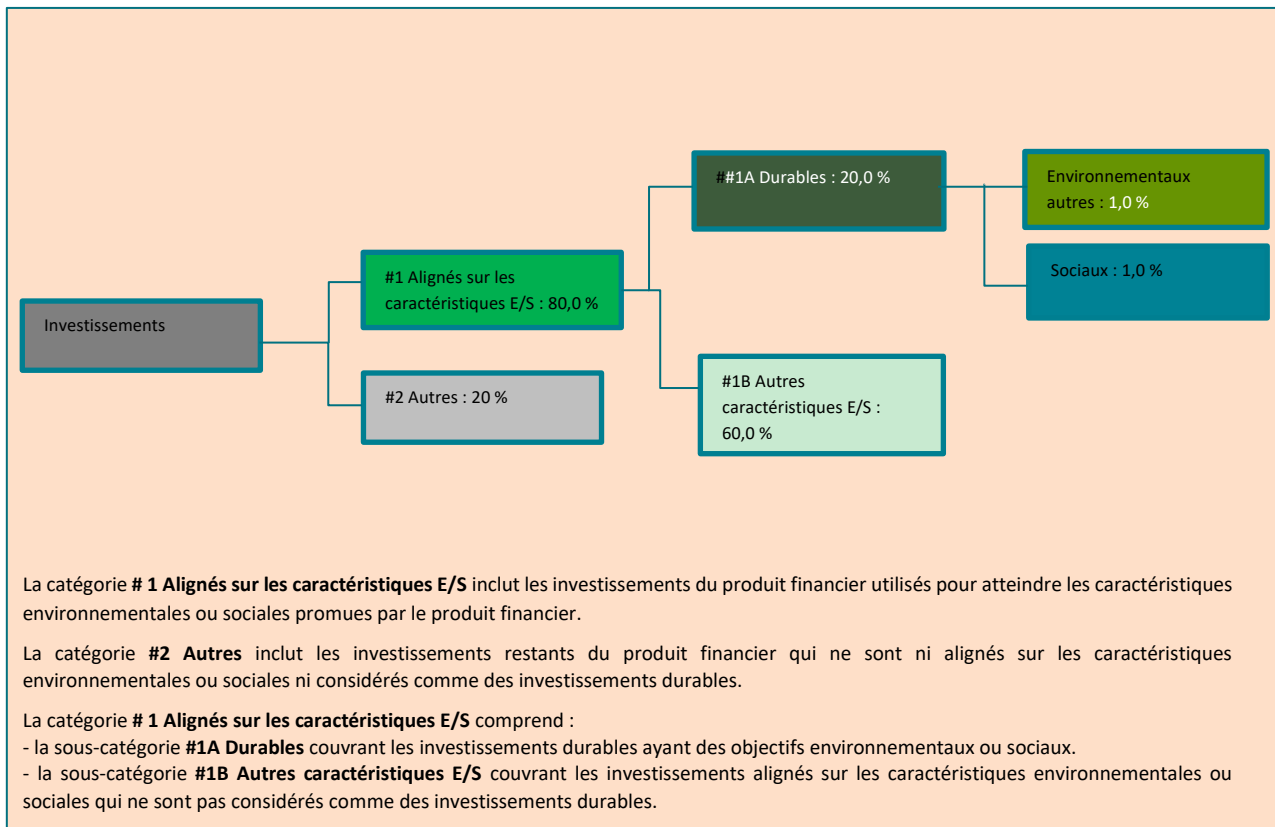 ##1A Durables : 20,0 %
Environnementaux
autres : 1,0 %
#1 Alignés sur les
caractéristiques E/S : 80,0 %
Sociaux : 1,0 %
Investissements
#2 Autres : 20 %
#1B Autres
caractéristiques E/S :
60,0 %
La catégorie # 1 Alignés sur les caractéristiques E/S inclut les investissements du produit financier utilisés pour atteindre les caractéristiques
environnementales ou sociales promues par le produit financier.
La catégorie #2 Autres inclut les investissements restants du produit financier qui ne sont ni alignés sur les caractéristiques
environnementales ou sociales ni considérés comme des investissements durables.
La catégorie # 1 Alignés sur les caractéristiques E/S comprend :
- la sous-catégorie #1A Durables couvrant les investissements durables ayant des objectifs environnementaux ou sociaux.
- la sous-catégorie #1B Autres caractéristiques E/S couvrant les investissements alignés sur les caractéristiques environnementales ou
sociales qui ne sont pas considérés comme des investissements durables.